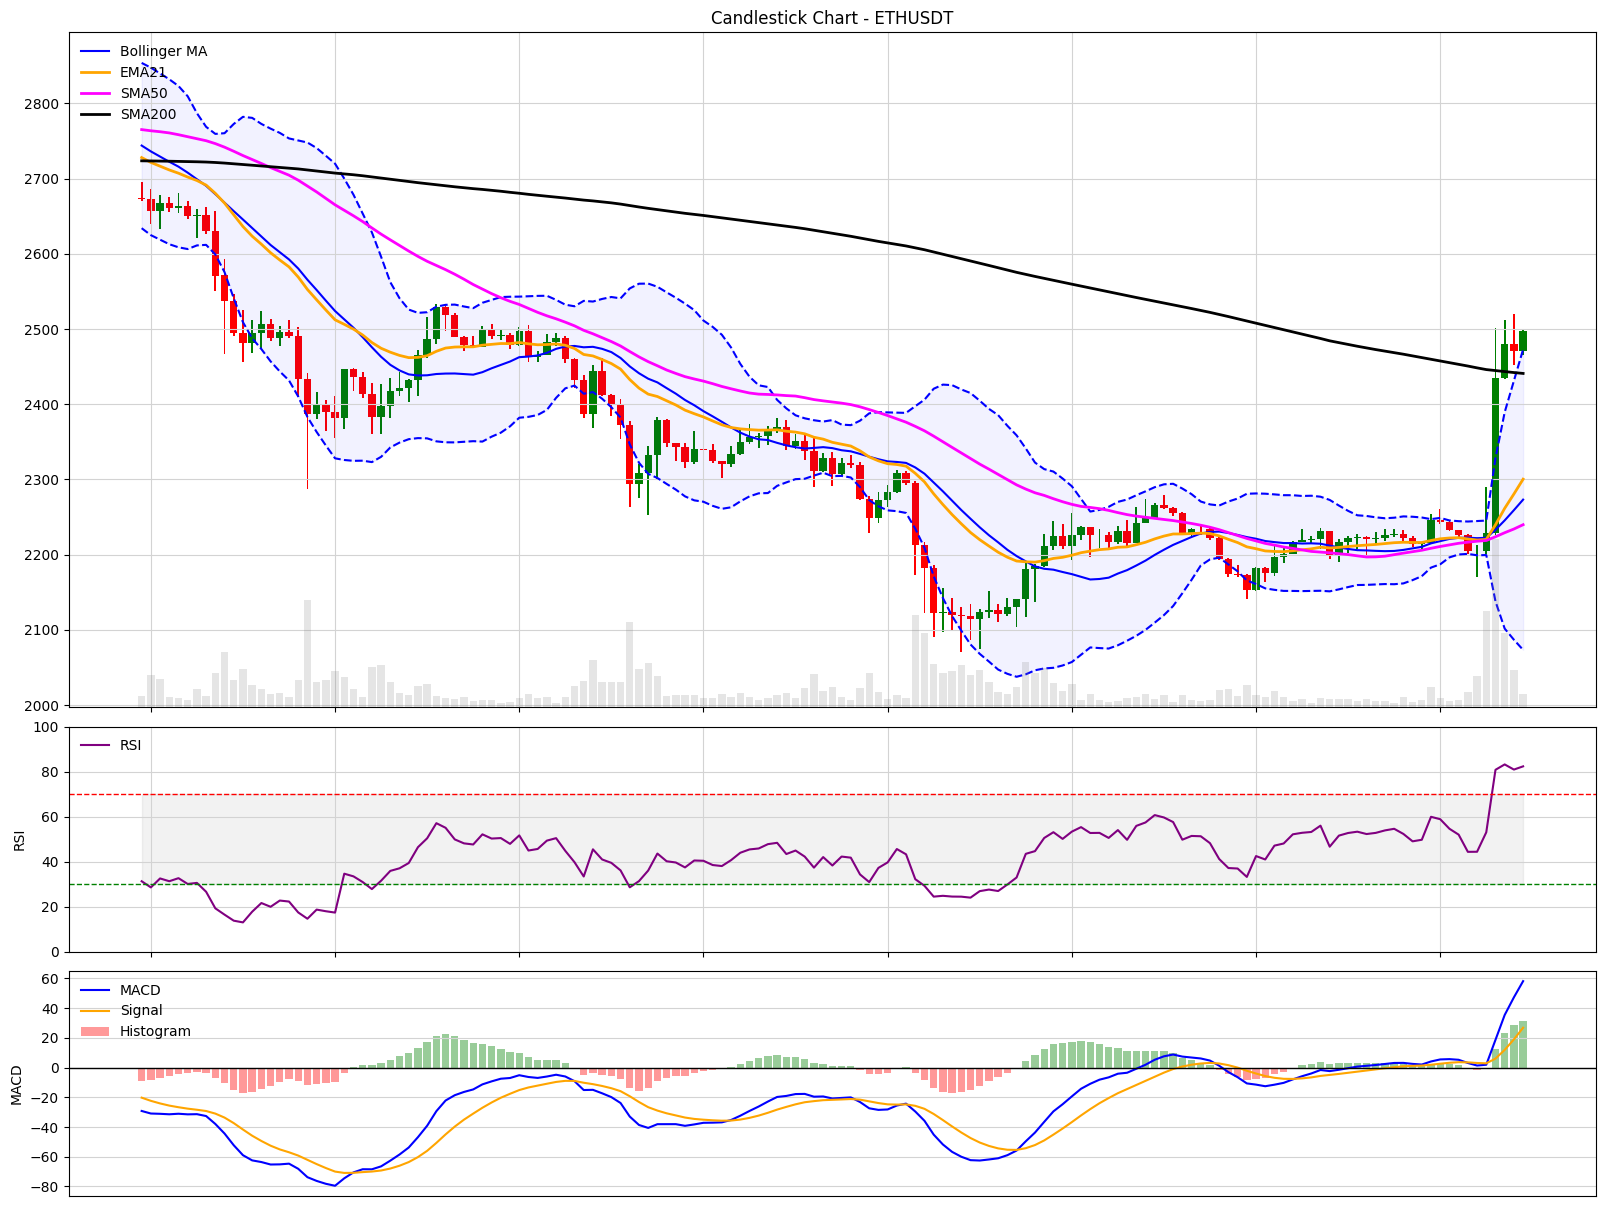 Candlestick Chart - ETHUSDT
Bollinger MA
EMA21
SMA50
SMA200
2800
2700
2600
2500
2400
2300
2200
2100
2000
RSI
100
80
60
40
20
0
RSI
MACD
Signal
Histogram
60
40
20
0
−20
−40
−60
−80
MACD